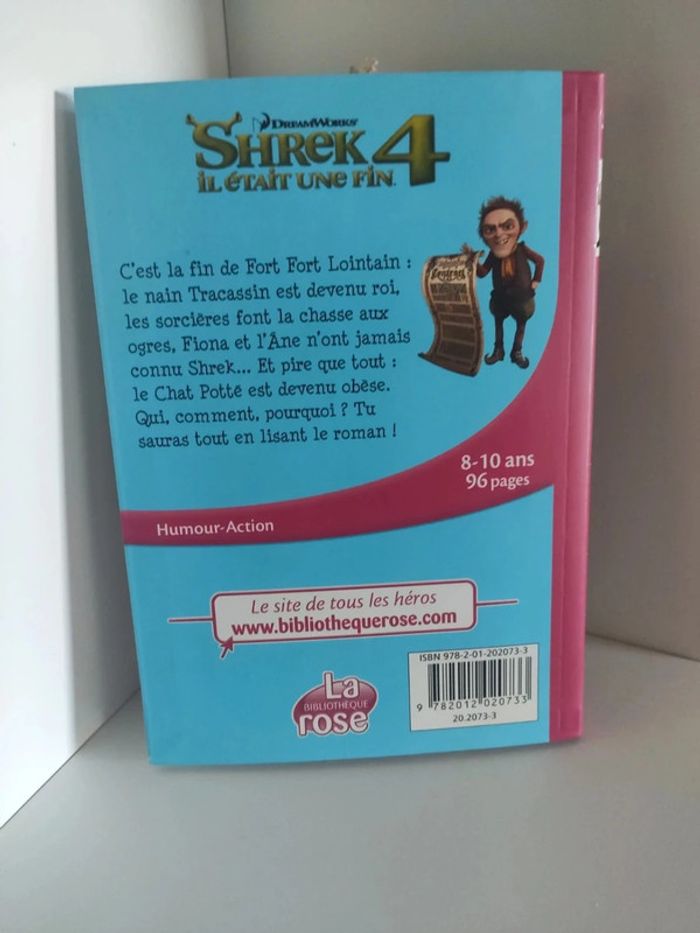 DREAMWORKS
SHREK 4
IL ÉTAIT UNE FIN
C'est la fin de Fort Fort Lointain :
le nain Tracassin est devenu roi,
les sorcières font la chasse aux
ogres, Fiona et l'Âne n'ont jamais
connu Shrek... Et pire que tout :
le Chat Potté est devenu obèse.
Qui, comment, pourquoi ? Tu
sauras tout en lisant le roman !
Contract
8-10 ans
96 pages
Humour-Action
Le site de tous les héros
www.bibliothequerose.com
La
BIBLIOTHÈQUE
rose
ISBN 978-2-01-202073-3
9 782012 020733
20.2073-3